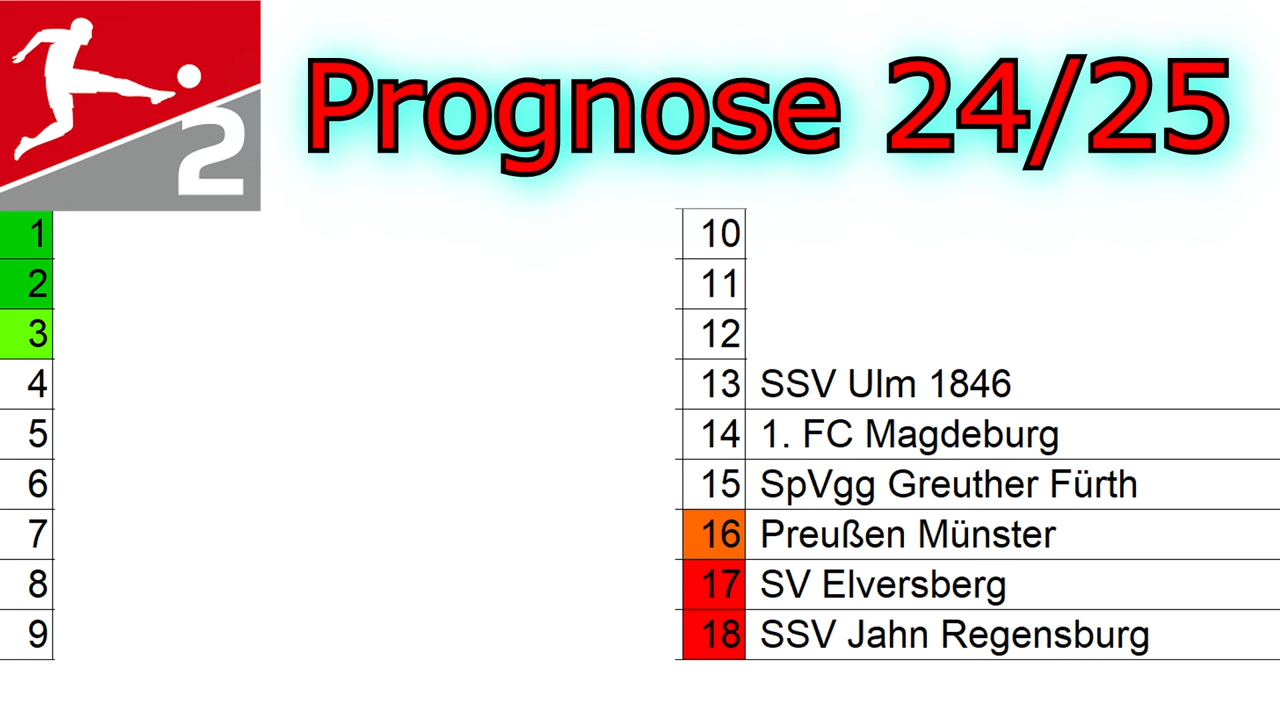 2
Prognose 24/25
1
2
3
4
5
6
7
8
9
10
11
12
13 SSV Ulm 1846
14 1. FC Magdeburg
15 SpVgg Greuther Fürth
16 Preußen Münster
17 SV Elversberg
18 SSV Jahn Regensburg